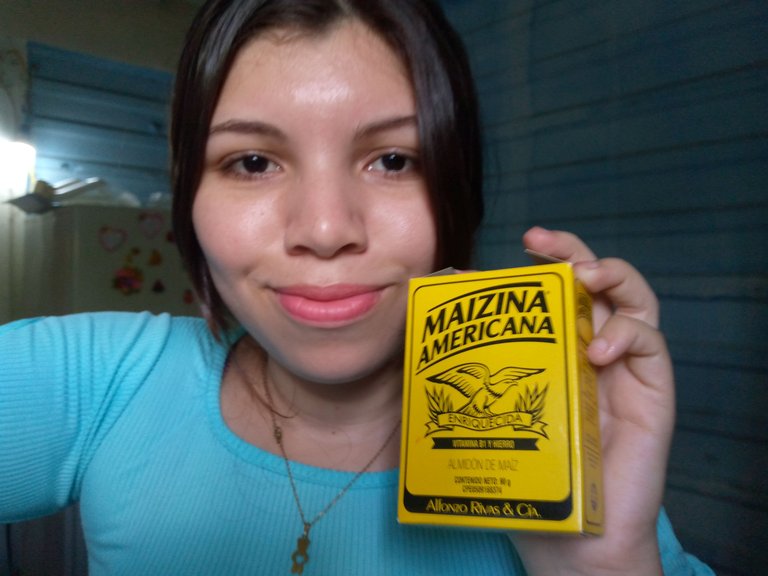 MAIZINA
AMERICANA
ENRIQUECIDA
VITAMINA B1 Y HIERRO
ALMIDÓN DE MAÍZ
CONTENIDO NETO: 90 g
Alfonzo Rivas & Cía.